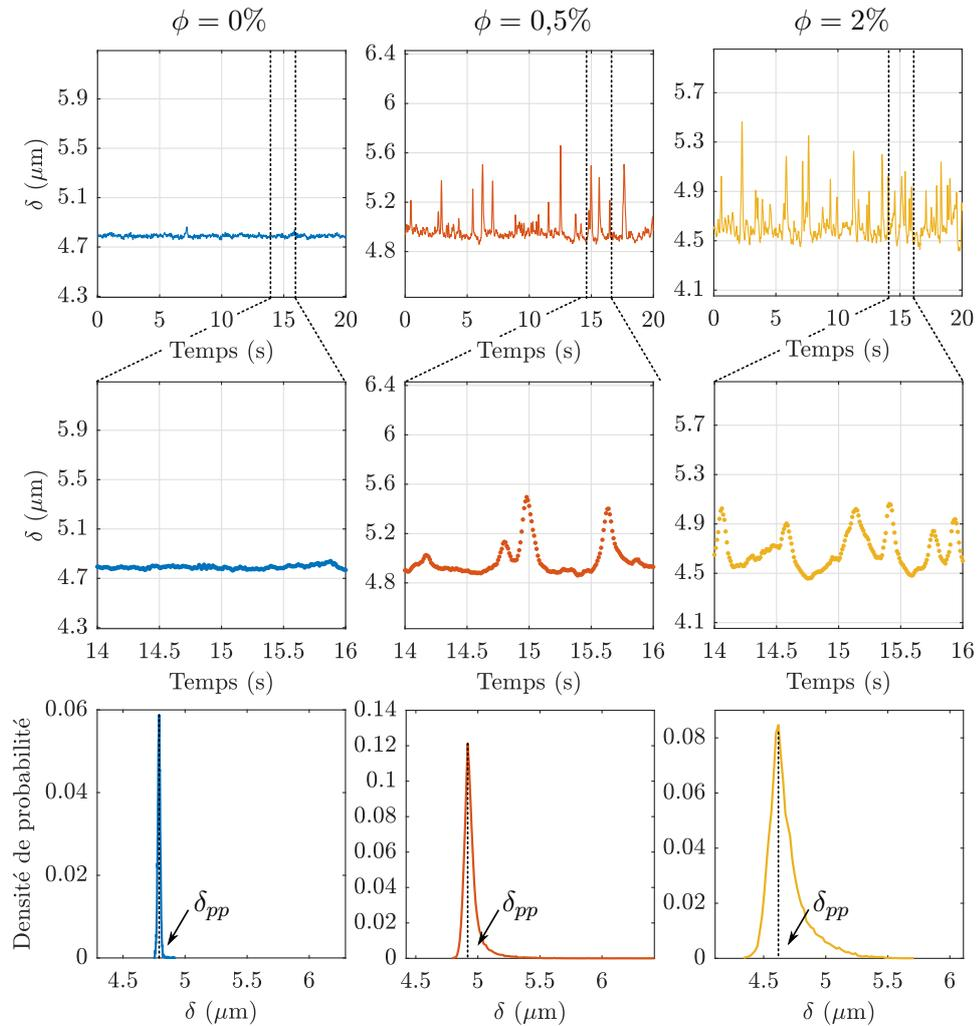 ϕ = 0% ϕ = 0,5% ϕ = 2%
δ (μm)
5.9
5.5
5.1
4.7
4.3
0 5 10 15 20
Temps (s)
6.4
6
5.6
5.2
4.8
0 5 10 15 20
Temps (s)
5.7
5.3
4.9
4.5
4.1
0 5 10 15 20
Temps (s)
δ (μm)
5.9
5.5
5.1
4.7
4.3
14 14.5 15 15.5 16
Temps (s)
6.4
6
5.6
5.2
4.8
14 14.5 15 15.5 16
Temps (s)
5.7
5.3
4.9
4.5
4.1
14 14.5 15 15.5 16
Temps (s)
Densité de probabilité
0.06
0.04
0.02
0
δpp
4.5 5 5.5 6
δ (μm)
0.14
0.12
0.1
0.08
0.06
0.04
0.02
0
δpp
5 5.5 6
δ (μm)
0.08
0.06
0.04
0.02
0
δpp
4.5 5 5.5 6
δ (μm)